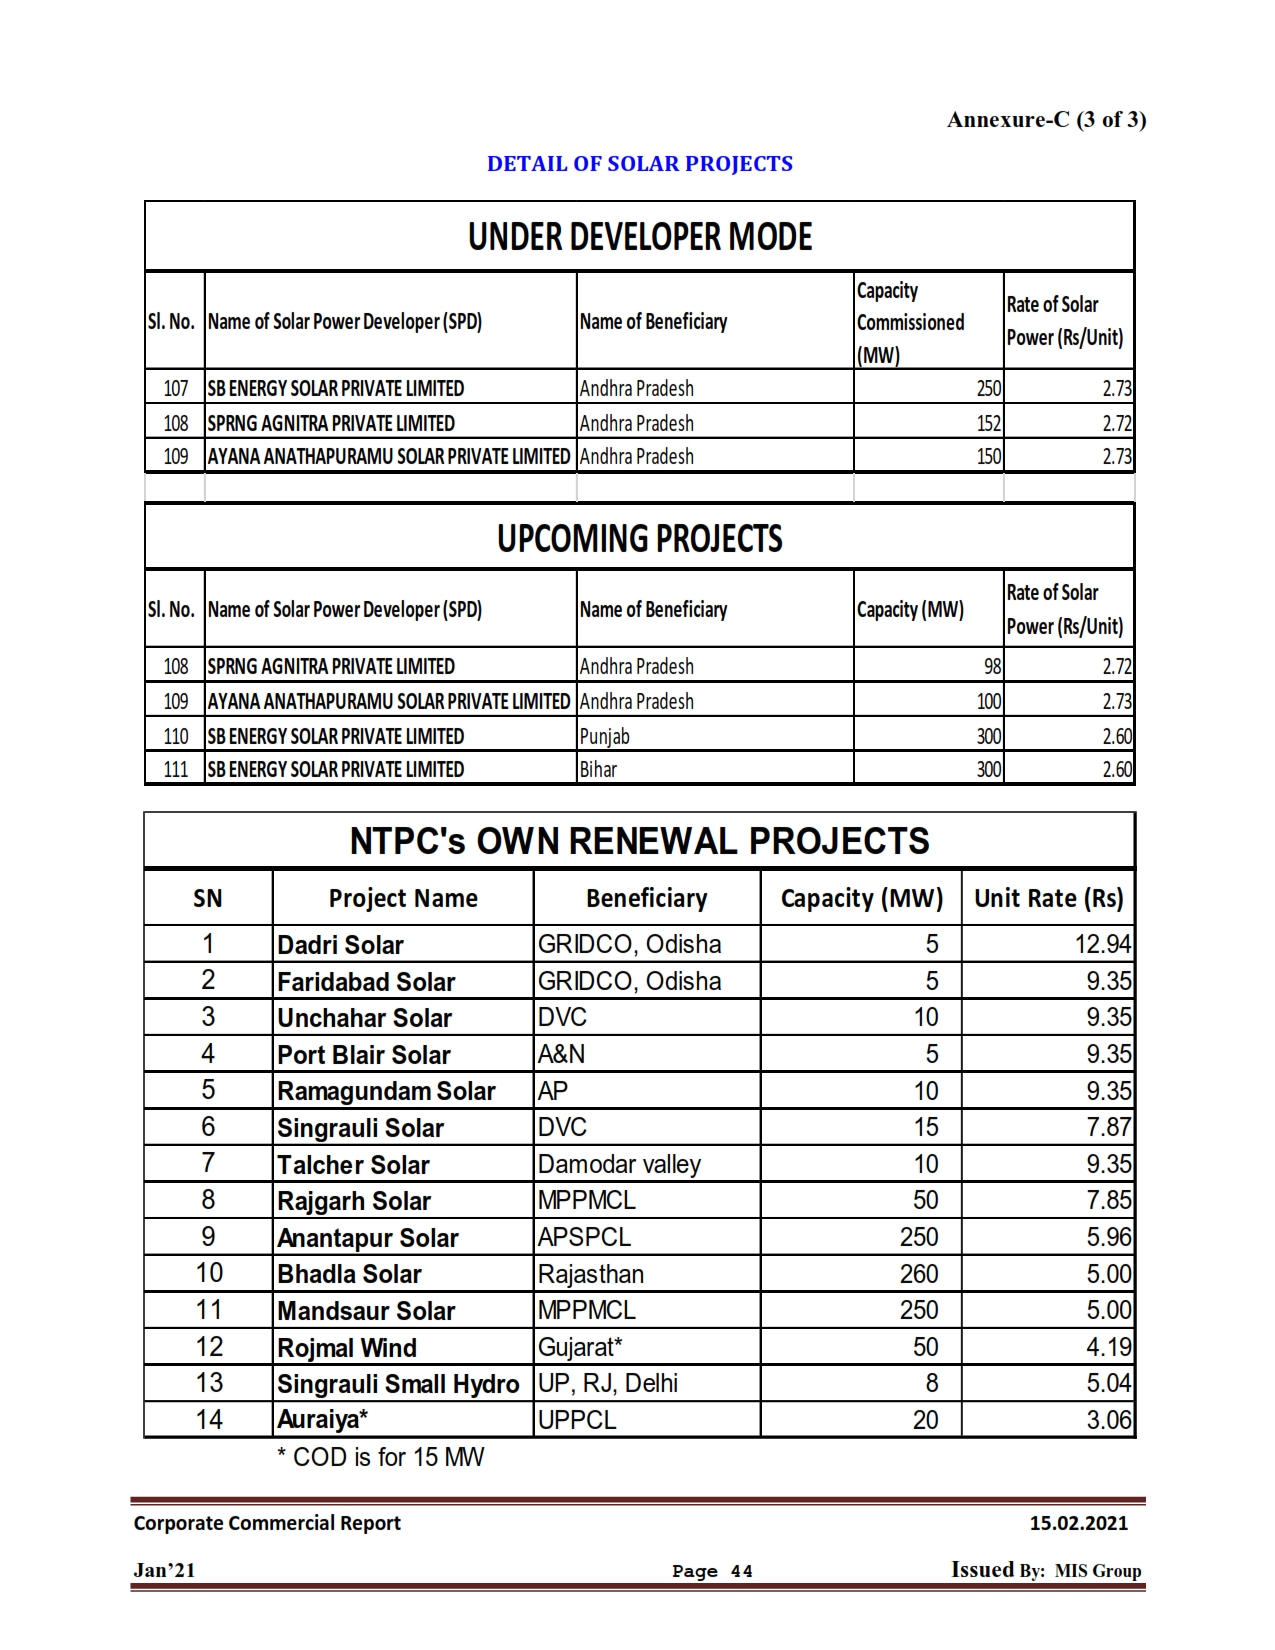 Annexure-C (3 of 3)
DETAIL OF SOLAR PROJECTS
UNDER DEVELOPER MODE
Sl. No. Name of Solar Power Developer (SPD) Name of Beneficiary Capacity Commissioned (MW) Rate of Solar Power (Rs/Unit)
107 SB ENERGY SOLAR PRIVATE LIMITED Andhra Pradesh 250 2.73
108 SPRNG AGNITRA PRIVATE LIMITED Andhra Pradesh 152 2.72
109 AYANA ANATHAPURAMU SOLAR PRIVATE LIMITED Andhra Pradesh 150 2.73
UPCOMING PROJECTS
Sl. No. Name of Solar Power Developer (SPD) Name of Beneficiary Capacity (MW) Rate of Solar Power (Rs/Unit)
108 SPRNG AGNITRA PRIVATE LIMITED Andhra Pradesh 98 2.72
109 AYANA ANATHAPURAMU SOLAR PRIVATE LIMITED Andhra Pradesh 100 2.73
110 SB ENERGY SOLAR PRIVATE LIMITED Punjab 300 2.60
111 SB ENERGY SOLAR PRIVATE LIMITED Bihar 300 2.60
NTPC's OWN RENEWAL PROJECTS
SN Project Name Beneficiary Capacity (MW) Unit Rate (Rs)
1 Dadri Solar GRIDCO, Odisha 5 12.94
2 Faridabad Solar GRIDCO, Odisha 5 9.35
3 Unchahar Solar DVC 10 9.35
4 Port Blair Solar A&N 5 9.35
5 Ramagundam Solar AP 10 9.35
6 Singrauli Solar DVC 15 7.87
7 Talcher Solar Damodar valley 10 9.35
8 Rajgarh Solar MPPMCL 50 7.85
9 Anantapur Solar APSPCL 250 5.96
10 Bhadla Solar Rajasthan 260 5.00
11 Mandsaur Solar MPPMCL 250 5.00
12 Rojmal Wind Gujarat* 50 4.19
13 Singrauli Small Hydro UP, RJ, Delhi 8 5.04
14 Auraiya* UPPCL 20 3.06
* COD is for 15 MW
Corporate Commercial Report 15.02.2021
Jan’21 Page 44 Issued By: MIS Group